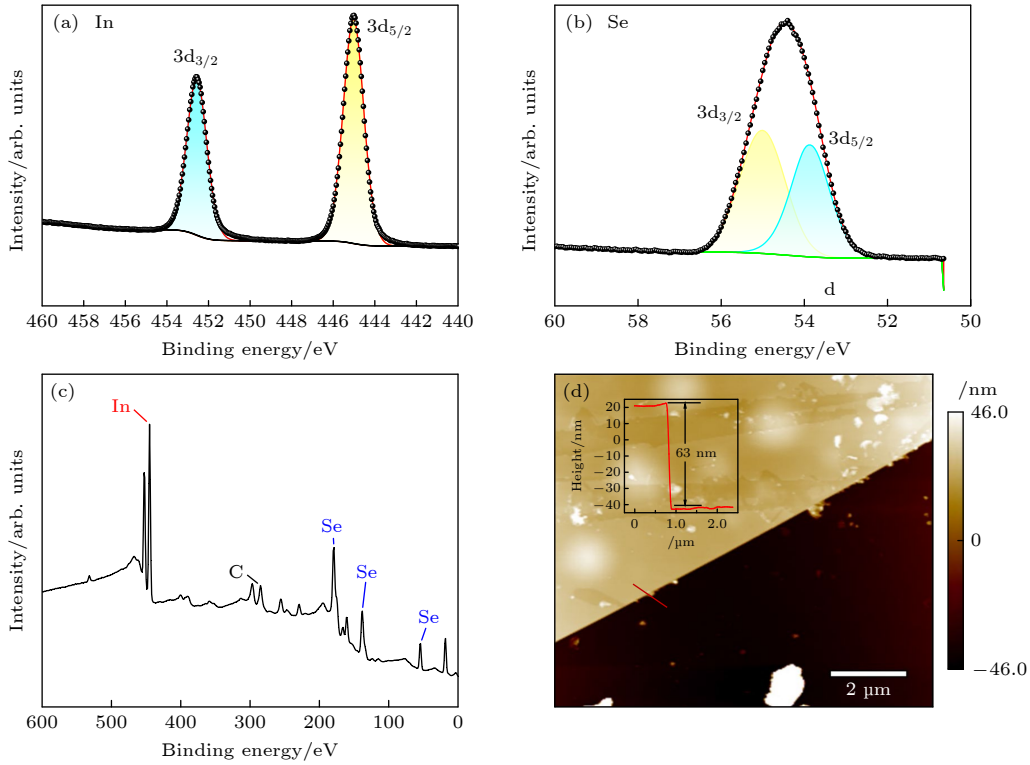 (a) In
3d3/2
3d5/2
Intensity/arb. units
460 458 456 454 452 450 448 446 444 442 440
Binding energy/eV
(b) Se
3d3/2
3d5/2
d
Intensity/arb. units
60 58 56 54 52 50
Binding energy/eV
(c)
In
C
Se
Se
Se
Intensity/arb. units
600 500 400 300 200 100 0
Binding energy/eV
(d)
20
10
0
−10
−20
−30
−40
Height/nm
63 nm
0 1.0 2.0
/μm
2 μm
/nm
46.0
0
−46.0